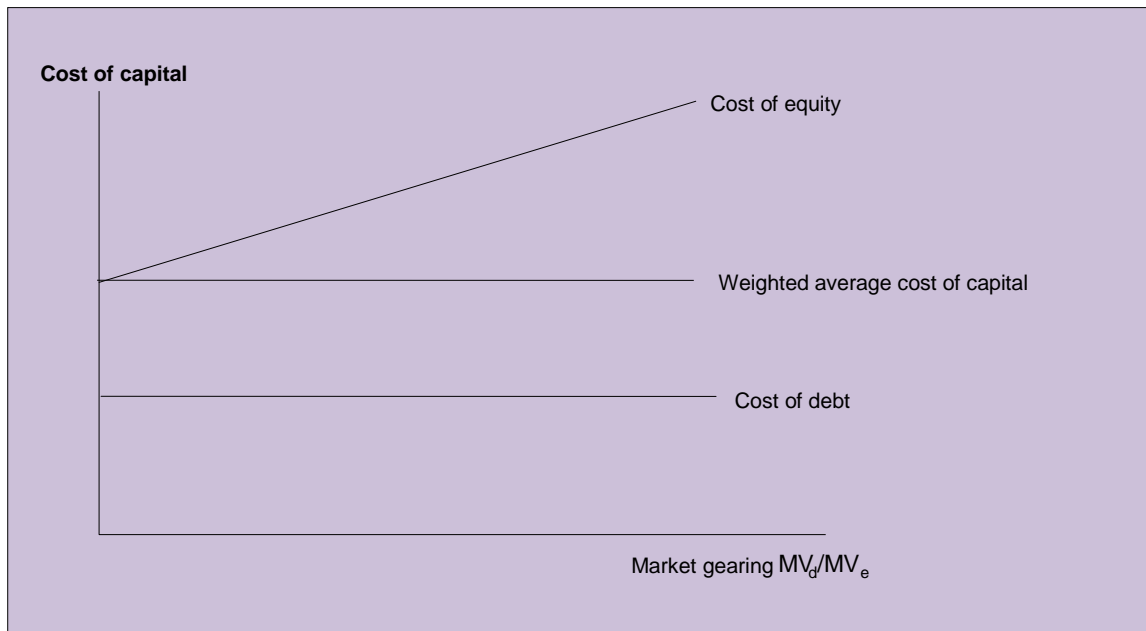 Cost of capital
Cost of equity
Weighted average cost of capital
Cost of debt
Market gearing MVd/MVe